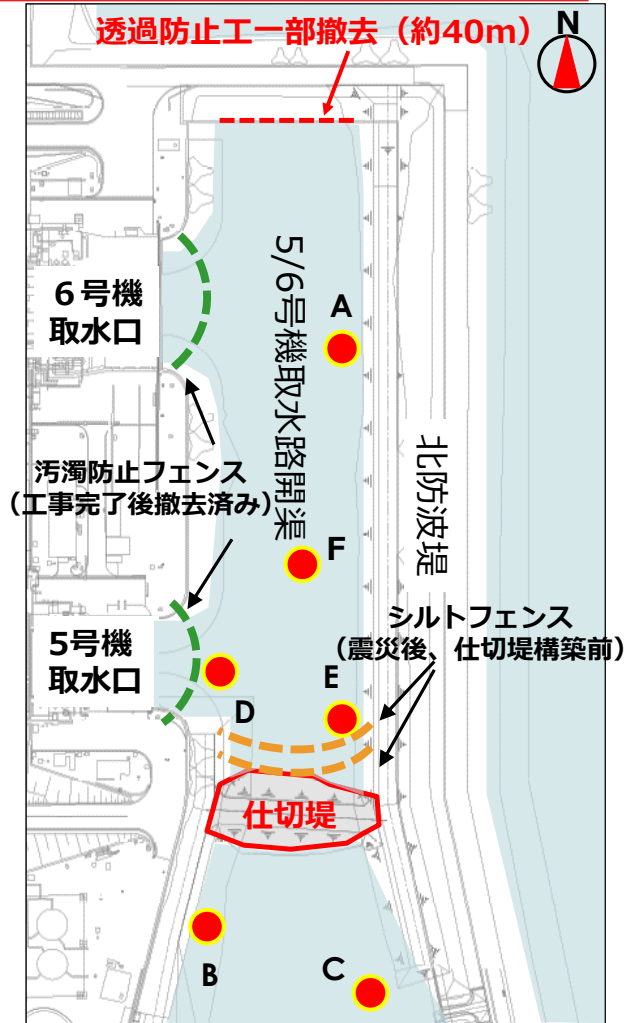 透過防止工一部撤去（約40m）
N
6号機
取水口
A
5/6号機取水路開渠
汚濁防止フェンス
（工事完了後撤去済み）
北防波堤
F
シルトフェンス
（震災後、仕切堤構築前）
5号機
取水口
E
D
仕切堤
B
C